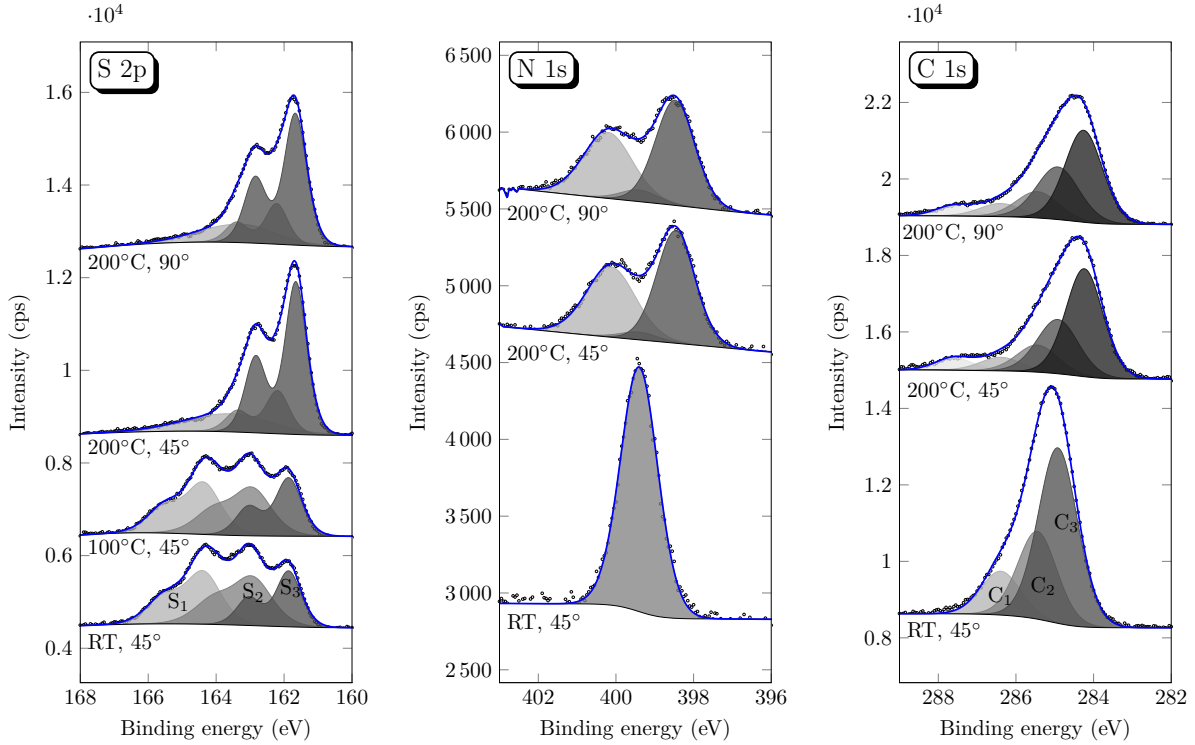 ·10⁴
S 2p
1.6
1.4
1.2
1
0.8
0.6
0.4
Intensity (cps)
200°C, 90°
200°C, 45°
100°C, 45°
S₁
S₂
S₃
RT, 45°
168
166
164
162
160
Binding energy (eV)
N 1s
6 500
6 000
5 500
5 000
4 500
4 000
3 500
3 000
2 500
Intensity (cps)
200°C, 90°
200°C, 45°
RT, 45°
402
400
398
396
Binding energy (eV)
·10⁴
C 1s
2.2
2
1.8
1.6
1.4
1.2
1
0.8
Intensity (cps)
200°C, 90°
200°C, 45°
C₃
C₂
C₁
RT, 45°
288
286
284
282
Binding energy (eV)